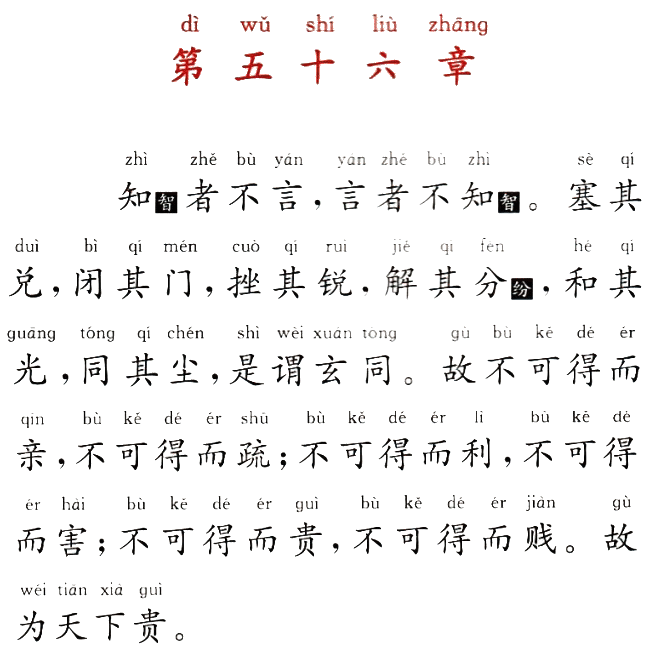 dì wǔ shí liù zhāng
第五十六章
zhì zhě bù yán yán zhě bù zhì sè qí
知智者不言，言者不知智。塞其
duì bì qí mén cuò qí ruì jiě qí fēn hé qí
兑，闭其门，挫其锐，解其分纷，和其
guāng tóng qí chén shì wèi xuán tóng gù bù kě dé ér
光，同其尘，是谓玄同。故不可得而
qīn bù kě dé ér shū bù kě dé ér lì bù kě dé
亲，不可得而疏；不可得而利，不可得
ér hài bù kě dé ér guì bù kě dé ér jiàn gù
而害；不可得而贵，不可得而贱。故
wéi tiān xià guì
为天下贵。